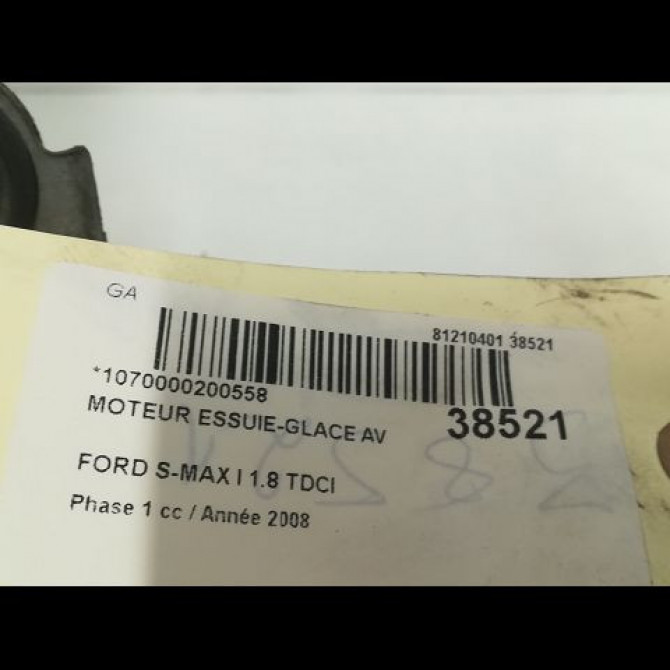 GA
81210401 38521
*1070000200558
MOTEUR ESSUIE-GLACE AV
38521
FORD S-MAX I 1.8 TDCI
Phase 1 cc / Année 2008